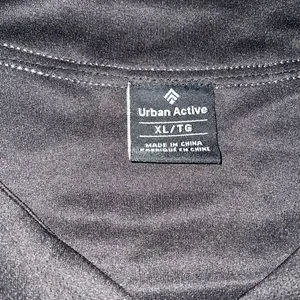 Urban Active
XL/TG
MADE IN CHINA
FABRIQUÉ EN CHINE